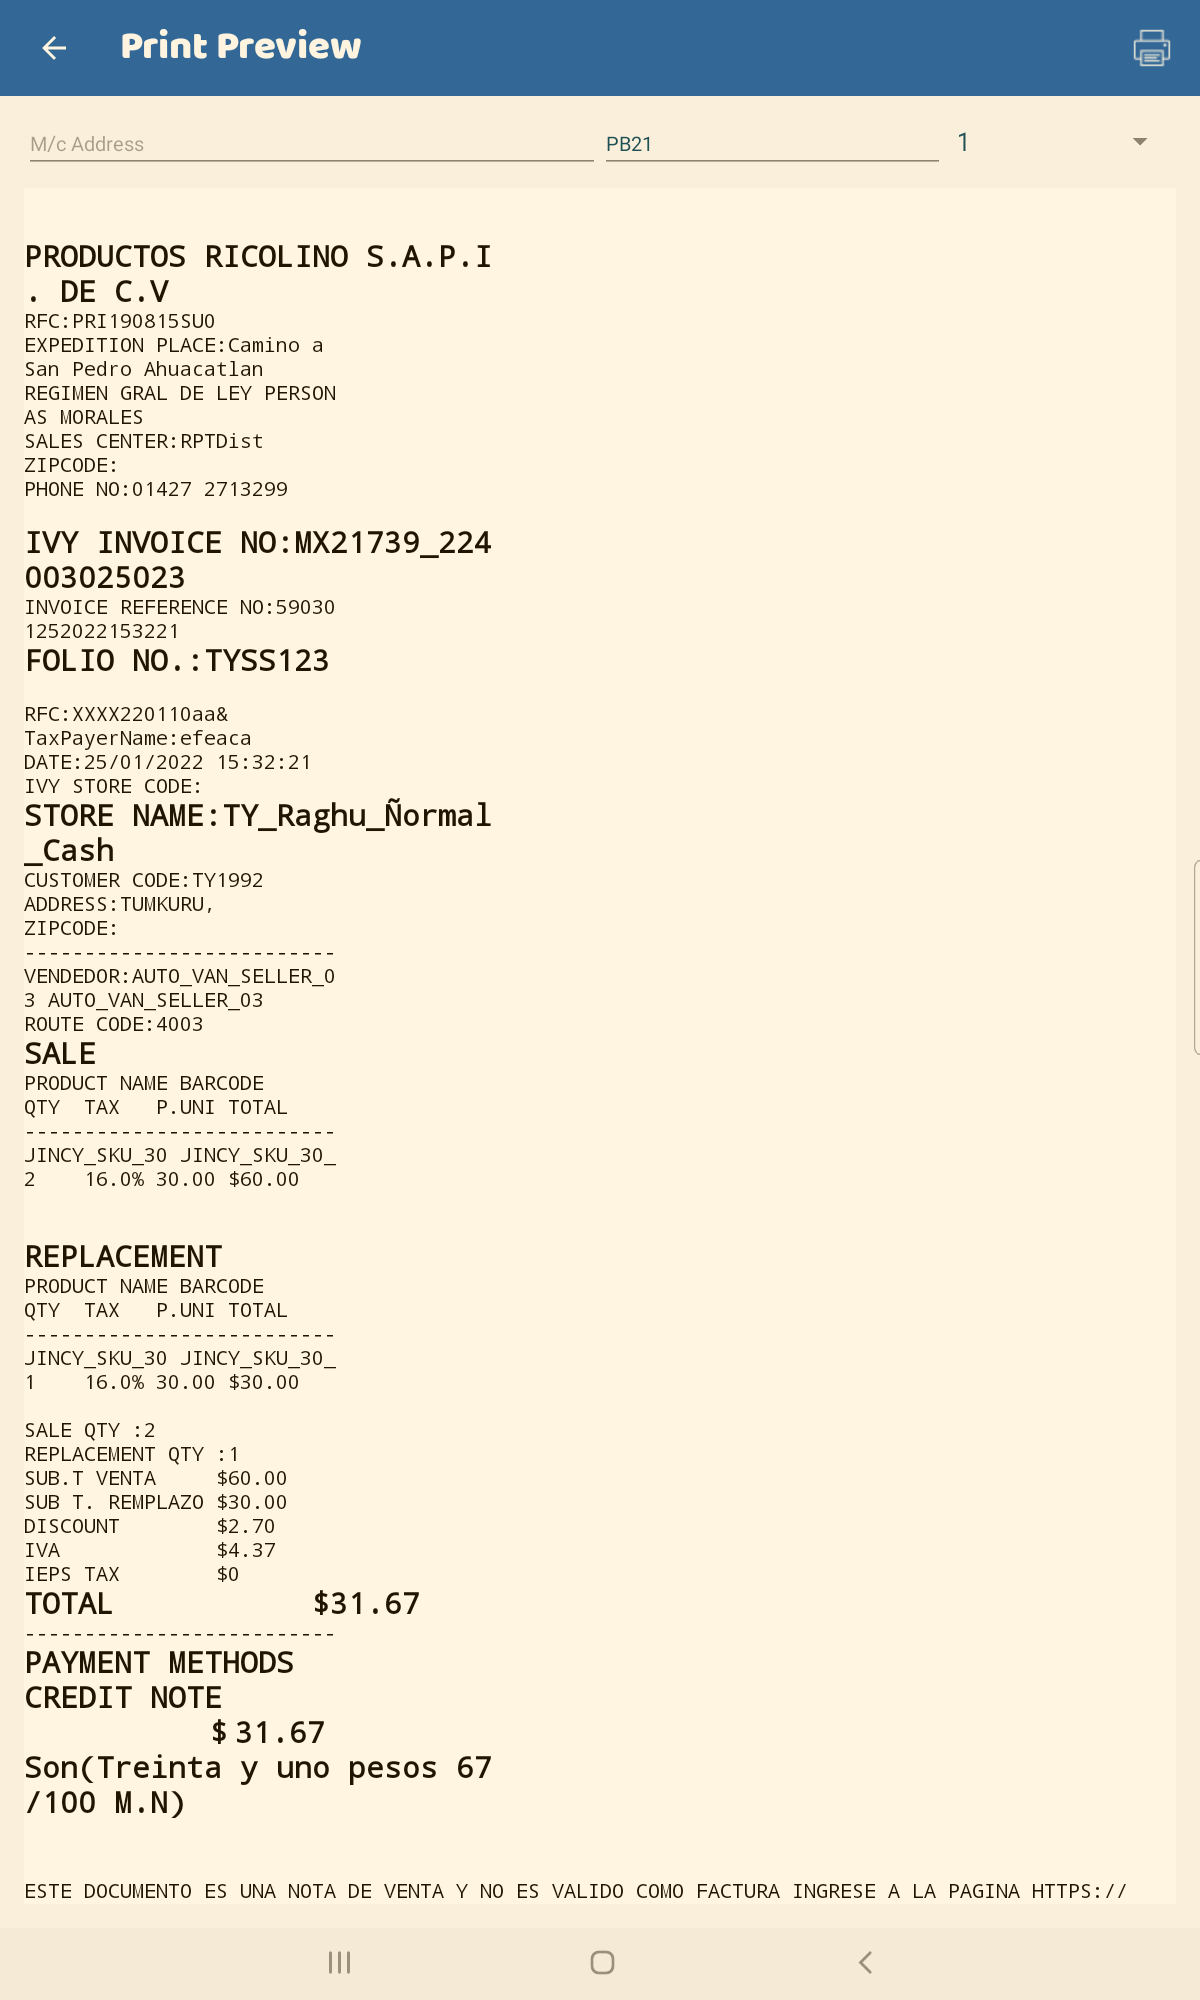 Print Preview
M/c Address
PB21
1
PRODUCTOS RICOLINO S.A.P.I
. DE C.V
RFC:PRI190815SU0
EXPEDITION PLACE:Camino a
San Pedro Ahuacatlan
REGIMEN GRAL DE LEY PERSON
AS MORALES
SALES CENTER:RPTDist
ZIPCODE:
PHONE NO:01427 2713299
IVY INVOICE NO:MX21739_224
003025023
INVOICE REFERENCE NO:59030
1252022153221
FOLIO NO.:TYSS123
RFC:XXXX220110aa&
TaxPayerName:efeaca
DATE:25/01/2022 15:32:21
IVY STORE CODE:
STORE NAME:TY_Raghu_Ñormal
_Cash
CUSTOMER CODE:TY1992
ADDRESS:TUMKURU,
ZIPCODE:
--------------------------
VENDEDOR:AUTO_VAN_SELLER_0
3 AUTO_VAN_SELLER_03
ROUTE CODE:4003
SALE
PRODUCT NAME BARCODE
QTY  TAX   P.UNI TOTAL
--------------------------
JINCY_SKU_30 JINCY_SKU_30_
2    16.0% 30.00 $60.00
REPLACEMENT
PRODUCT NAME BARCODE
QTY  TAX   P.UNI TOTAL
--------------------------
JINCY_SKU_30 JINCY_SKU_30_
1    16.0% 30.00 $30.00
SALE QTY :2
REPLACEMENT QTY :1
SUB.T VENTA     $60.00
SUB T. REMPLAZO $30.00
DISCOUNT        $2.70
IVA             $4.37
IEPS TAX        $0
TOTAL           $31.67
--------------------------
PAYMENT METHODS
CREDIT NOTE
$ 31.67
Son(Treinta y uno pesos 67
/100 M.N)
ESTE DOCUMENTO ES UNA NOTA DE VENTA Y NO ES VALIDO COMO FACTURA INGRESE A LA PAGINA HTTPS://